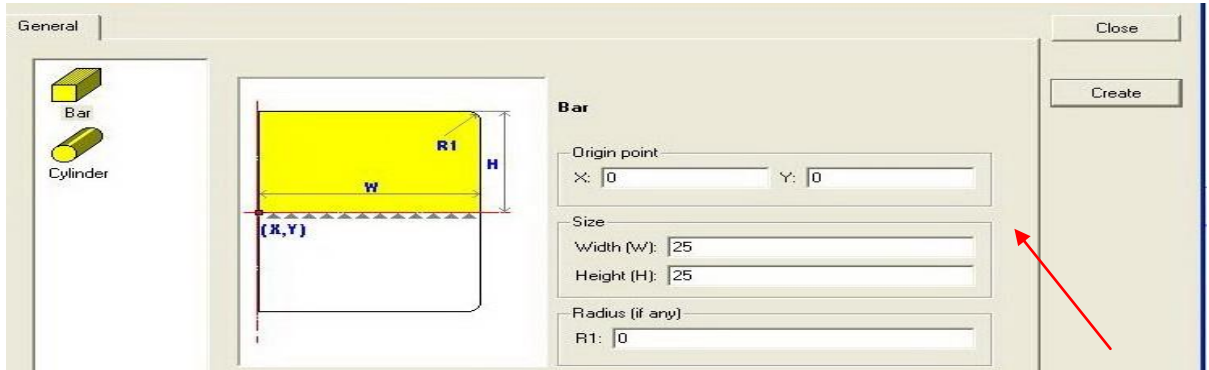 General
Close
Create
Bar
Cylinder
R1
H
W
(X,Y)
Bar
Origin point
X: 0 Y: 0
Size
Width (W): 25
Height (H): 25
Radius (if any)
R1: 0